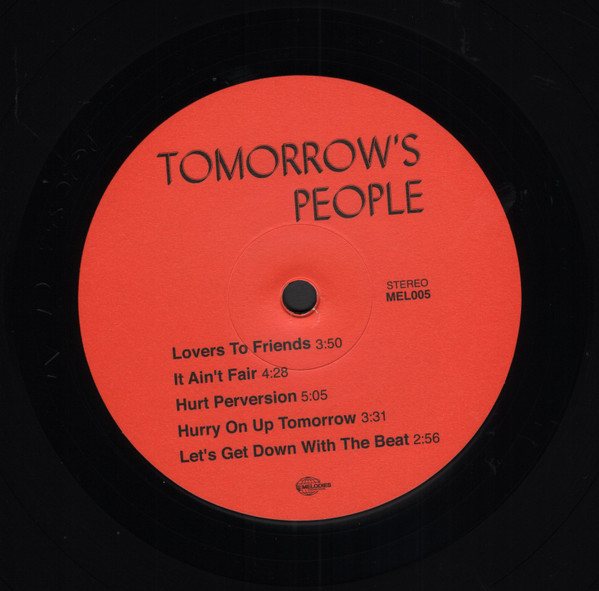 TOMORROW'S
PEOPLE
STEREO
MEL005
Lovers To Friends 3:50
It Ain't Fair 4:28
Hurt Perversion 5:05
Hurry On Up Tomorrow 3:31
Let's Get Down With The Beat 2:56
MELODIES